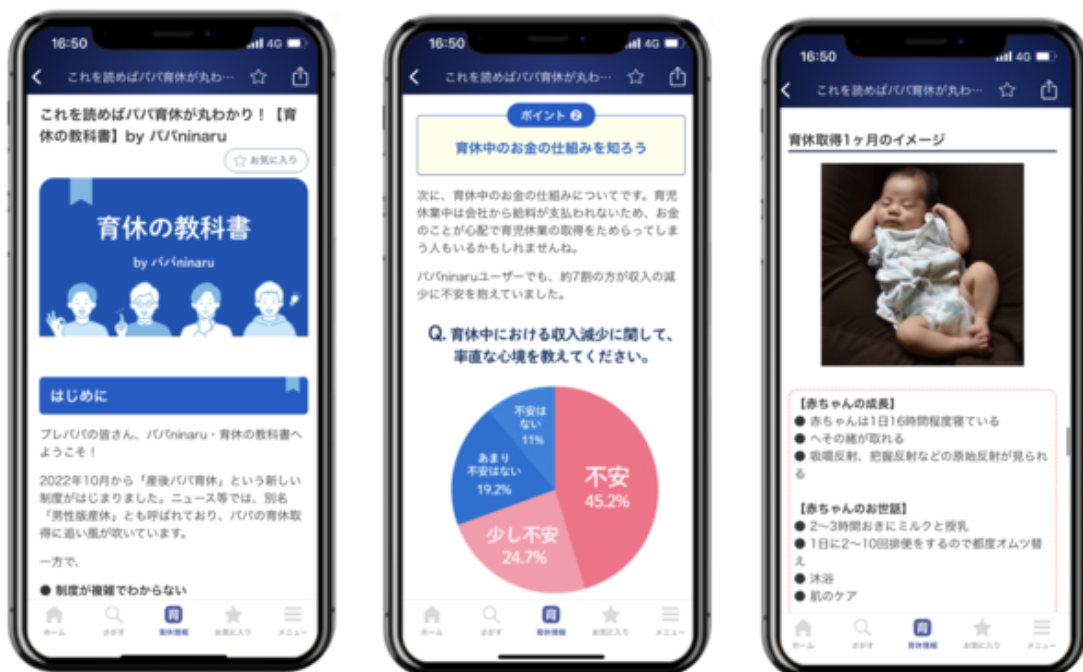 16:50
4G
これを読めばパパ育休が丸わ…
これを読めばパパ育休が丸わかり！【育
休の教科書】by パパninaru
お気に入り
育休の教科書
by パパninaru
はじめに
プレパパの皆さん、パパninaru・育休の教科書へ
ようこそ！
2022年10月から「産後パパ育休」という新しい
制度がはじまりました。ニュース等では、別名
「男性版産休」とも呼ばれており、パパの育休取
得に追い風が吹いています。
一方で、
● 制度が複雑でわからない
ホーム
さがす
育
育休情報
お気に入り
メニュー
16:50
4G
これを読めばパパ育休が丸わ…
ポイント❷
育休中のお金の仕組みを知ろう
次に、育休中のお金の仕組みについてです。育児
休業中は会社から給料が支払われないため、お金
のことが心配で育児休業の取得をためらってしま
う人もいるかもしれませんね。
パパninaruユーザーでも、約7割の方が収入の減
少に不安を抱えていました。
Q. 育休中における収入減少に関して、
率直な心境を教えてください。
不安は
ない
11%
あまり
不安はない
19.2%
不安
45.2%
少し不安
24.7%
ホーム
さがす
育
育休情報
お気に入り
メニュー
16:50
4G
これを読めばパパ育休が丸わ…
育休取得1ヶ月のイメージ
【赤ちゃんの成長】
● 赤ちゃんは1日16時間程度寝ている
● へその緒が取れる
● 吸啜反射、把握反射などの原始反射が見られ
る
【赤ちゃんのお世話】
● 2〜3時間おきにミルクと授乳
● 1日に2〜10回排便をするので都度オムツ替
え
● 沐浴
● 肌のケア
ホーム
さがす
育
育休情報
お気に入り
メニュー